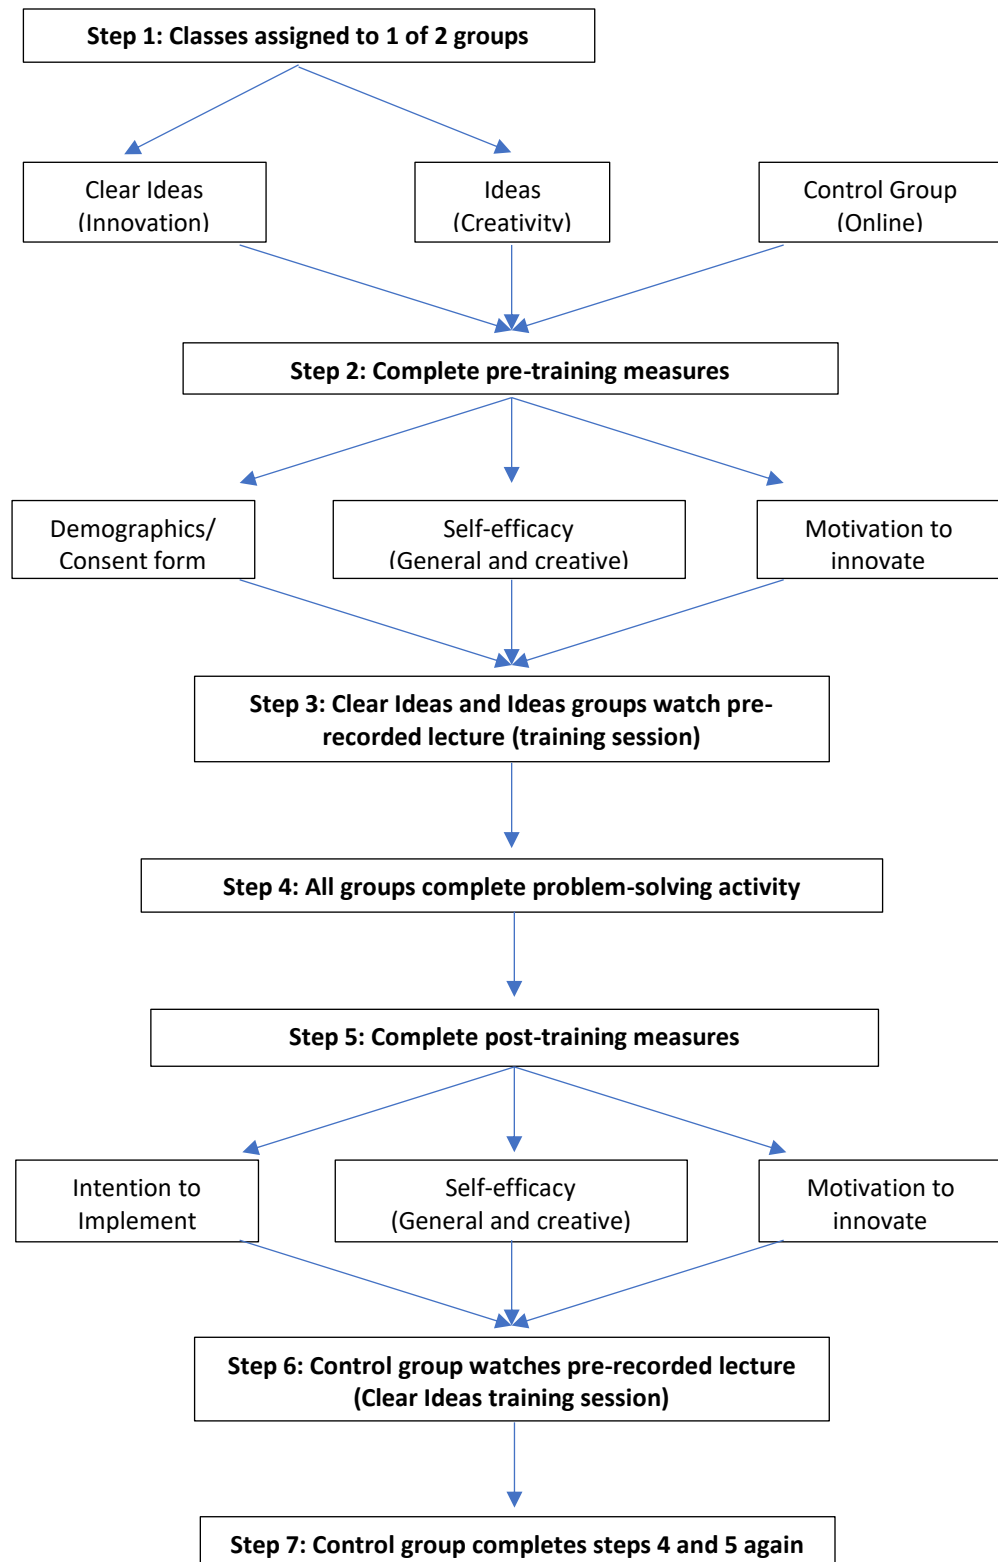 Step 1: Classes assigned to 1 of 2 groups
Clear Ideas
(Innovation)
Ideas
(Creativity)
Control Group
(Online)
Step 2: Complete pre-training measures
Demographics/
Consent form
Self-efficacy
(General and creative)
Motivation to
innovate
Step 3: Clear Ideas and Ideas groups watch pre-
recorded lecture (training session)
Step 4: All groups complete problem-solving activity
Step 5: Complete post-training measures
Intention to
Implement
Self-efficacy
(General and creative)
Motivation to
innovate
Step 6: Control group watches pre-recorded lecture
(Clear Ideas training session)
Step 7: Control group completes steps 4 and 5 again